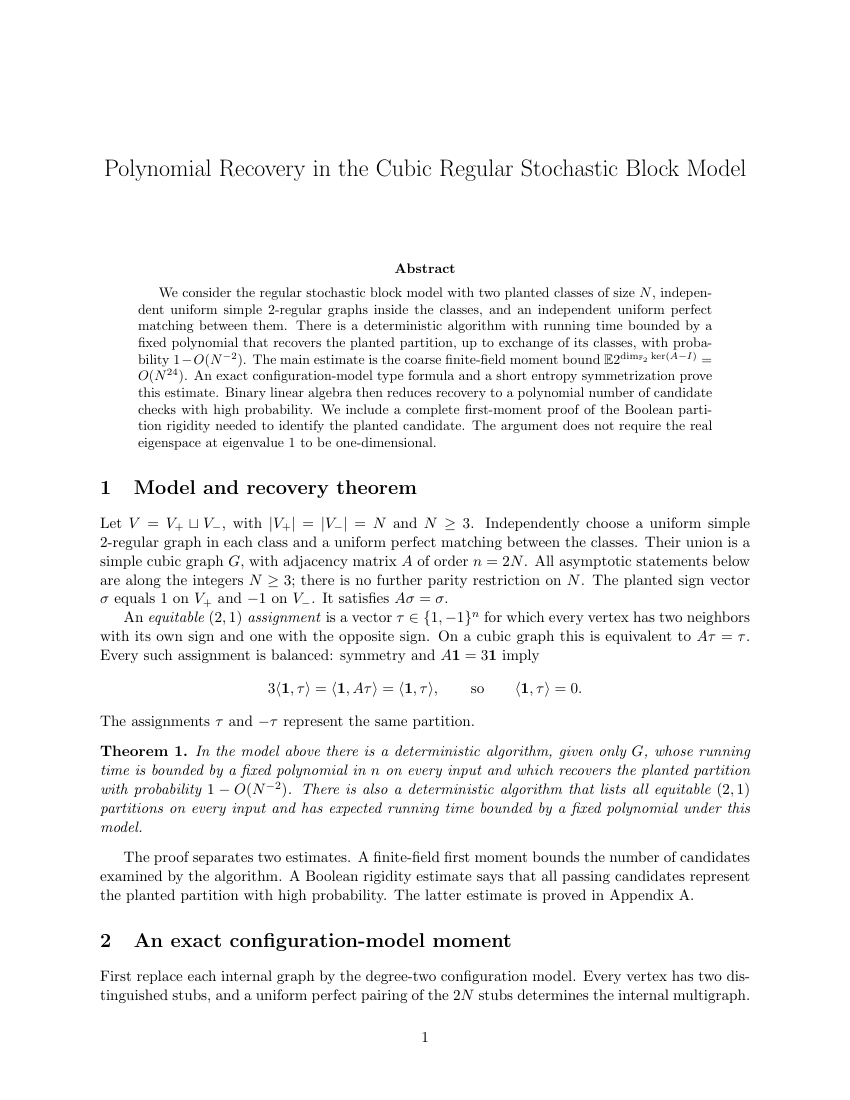 Polynomial Recovery in the Cubic Regular Stochastic Block Model
Abstract
We consider the regular stochastic block model with two planted classes of size N, indepen-
dent uniform simple 2-regular graphs inside the classes, and an independent uniform perfect
matching between them. There is a deterministic algorithm with running time bounded by a
fixed polynomial that recovers the planted partition, up to exchange of its classes, with proba-
bility 1−O(N⁻²). The main estimate is the coarse finite-field moment bound 𝔼2^{dim_{𝔽₂} ker(A−I)} =
O(N²⁴). An exact configuration-model type formula and a short entropy symmetrization prove
this estimate. Binary linear algebra then reduces recovery to a polynomial number of candidate
checks with high probability. We include a complete first-moment proof of the Boolean parti-
tion rigidity needed to identify the planted candidate. The argument does not require the real
eigenspace at eigenvalue 1 to be one-dimensional.
1 Model and recovery theorem
Let V = V₊ ⊔ V₋, with |V₊| = |V₋| = N and N ≥ 3. Independently choose a uniform simple
2-regular graph in each class and a uniform perfect matching between the classes. Their union is a
simple cubic graph G, with adjacency matrix A of order n = 2N. All asymptotic statements below
are along the integers N ≥ 3; there is no further parity restriction on N. The planted sign vector
σ equals 1 on V₊ and −1 on V₋. It satisfies Aσ = σ.
An equitable (2, 1) assignment is a vector τ ∈ {1, −1}ⁿ for which every vertex has two neighbors
with its own sign and one with the opposite sign. On a cubic graph this is equivalent to Aτ = τ.
Every such assignment is balanced: symmetry and A𝟏 = 3𝟏 imply
3⟨𝟏, τ⟩ = ⟨𝟏, Aτ⟩ = ⟨𝟏, τ⟩, so ⟨𝟏, τ⟩ = 0.
The assignments τ and −τ represent the same partition.
Theorem 1. In the model above there is a deterministic algorithm, given only G, whose running
time is bounded by a fixed polynomial in n on every input and which recovers the planted partition
with probability 1 − O(N⁻²). There is also a deterministic algorithm that lists all equitable (2, 1)
partitions on every input and has expected running time bounded by a fixed polynomial under this
model.
The proof separates two estimates. A finite-field first moment bounds the number of candidates
examined by the algorithm. A Boolean rigidity estimate says that all passing candidates represent
the planted partition with high probability. The latter estimate is proved in Appendix A.
2 An exact configuration-model moment
First replace each internal graph by the degree-two configuration model. Every vertex has two dis-
tinguished stubs, and a uniform perfect pairing of the 2N stubs determines the internal multigraph.
1